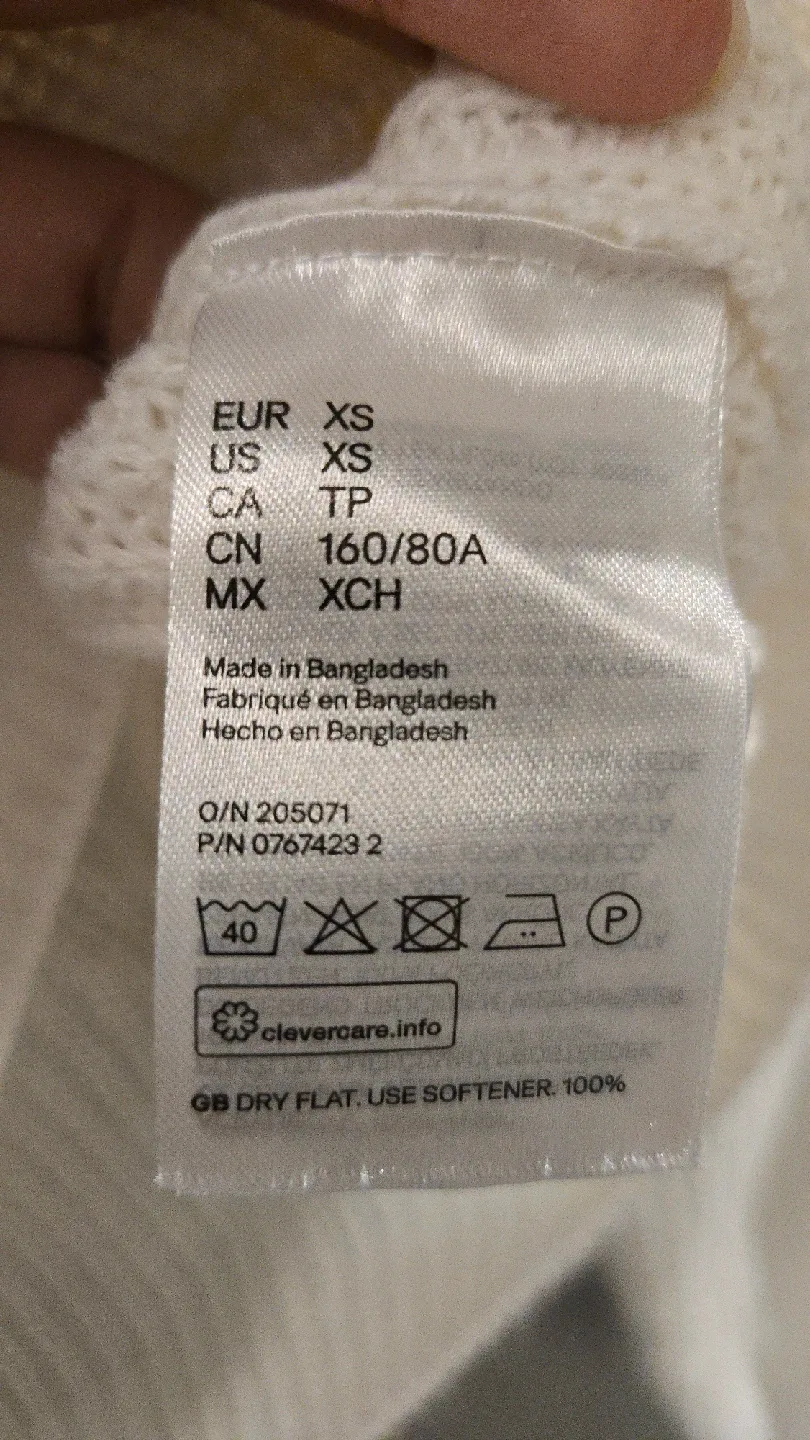 EUR XS
US XS
CA TP
CN 160/80A
MX XCH
Made in Bangladesh
Fabriqué en Bangladesh
Hecho en Bangladesh
O/N 205071
P/N 0767423 2
40 P
clevercare.info
GB DRY FLAT. USE SOFTENER. 100%